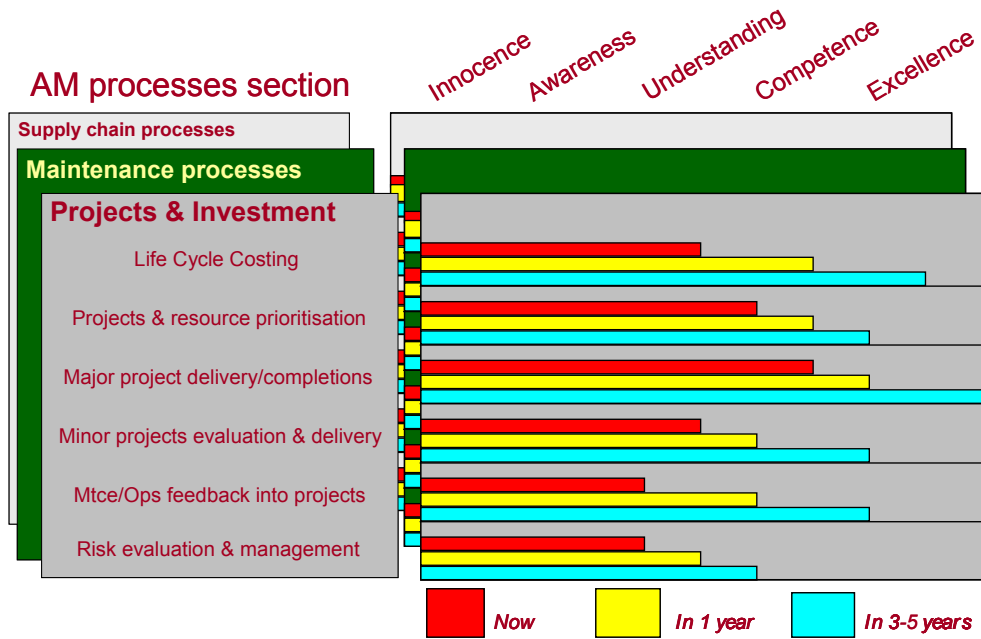 AM processes section
Innocence
Awareness
Understanding
Competence
Excellence
Supply chain processes
Maintenance processes
Projects & Investment
Life Cycle Costing
Projects & resource prioritisation
Major project delivery/completions
Minor projects evaluation & delivery
Mtce/Ops feedback into projects
Risk evaluation & management
Now
In 1 year
In 3-5 years